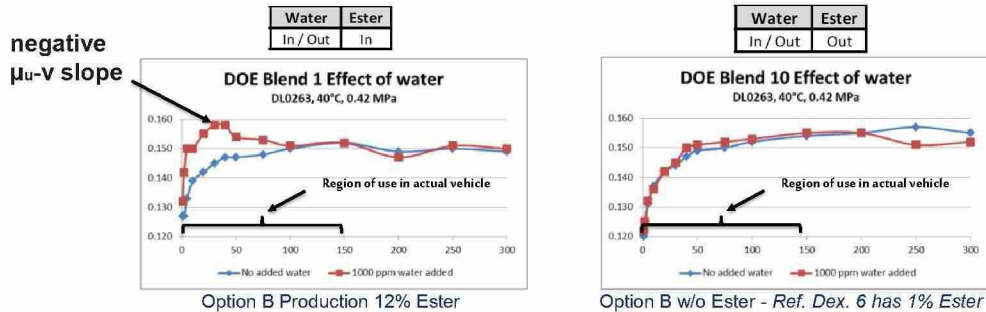 negative
μu-v slope
Water Ester
In / Out In
DOE Blend 1 Effect of water
DL0263, 40°C, 0.42 MPa
0.160
0.150
0.140
0.130
0.120
Region of use in actual vehicle
0 50 100 150 200 250 300
No added water 1000 ppm water added
Option B Production 12% Ester
Water Ester
In / Out Out
DOE Blend 10 Effect of water
DL0263, 40°C, 0.42 MPa
0.160
0.150
0.140
0.130
0.120
Region of use in actual vehicle
0 50 100 150 200 250 300
No added water 1000 ppm water added
Option B w/o Ester - Ref. Dex. 6 has 1% Ester